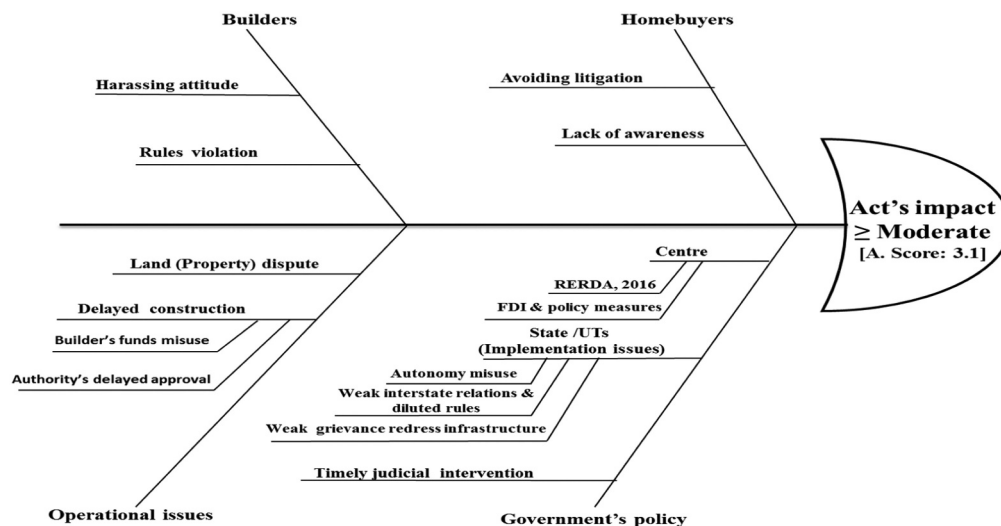 Builders
Homebuyers
Harassing attitude
Avoiding litigation
Rules violation
Lack of awareness
Act's impact
≥ Moderate
[A. Score: 3.1]
Land (Property) dispute
Delayed construction
Builder's funds misuse
Authority's delayed approval
Operational issues
Centre
RERDA, 2016
FDI & policy measures
State /UTs
(Implementation issues)
Autonomy misuse
Weak interstate relations &
diluted rules
Weak grievance redress infrastructure
Timely judicial intervention
Government's policy